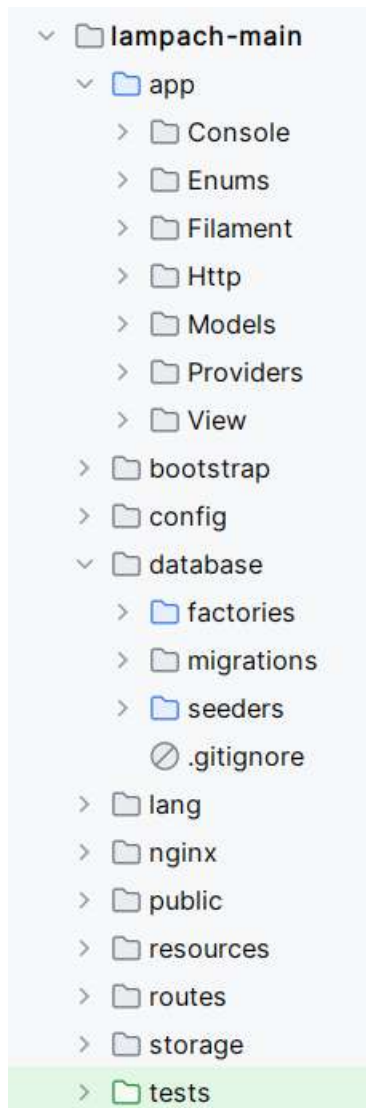 lampach-main
app
Console
Enums
Filament
Http
Models
Providers
View
bootstrap
config
database
factories
migrations
seeders
.gitignore
lang
nginx
public
resources
routes
storage
tests